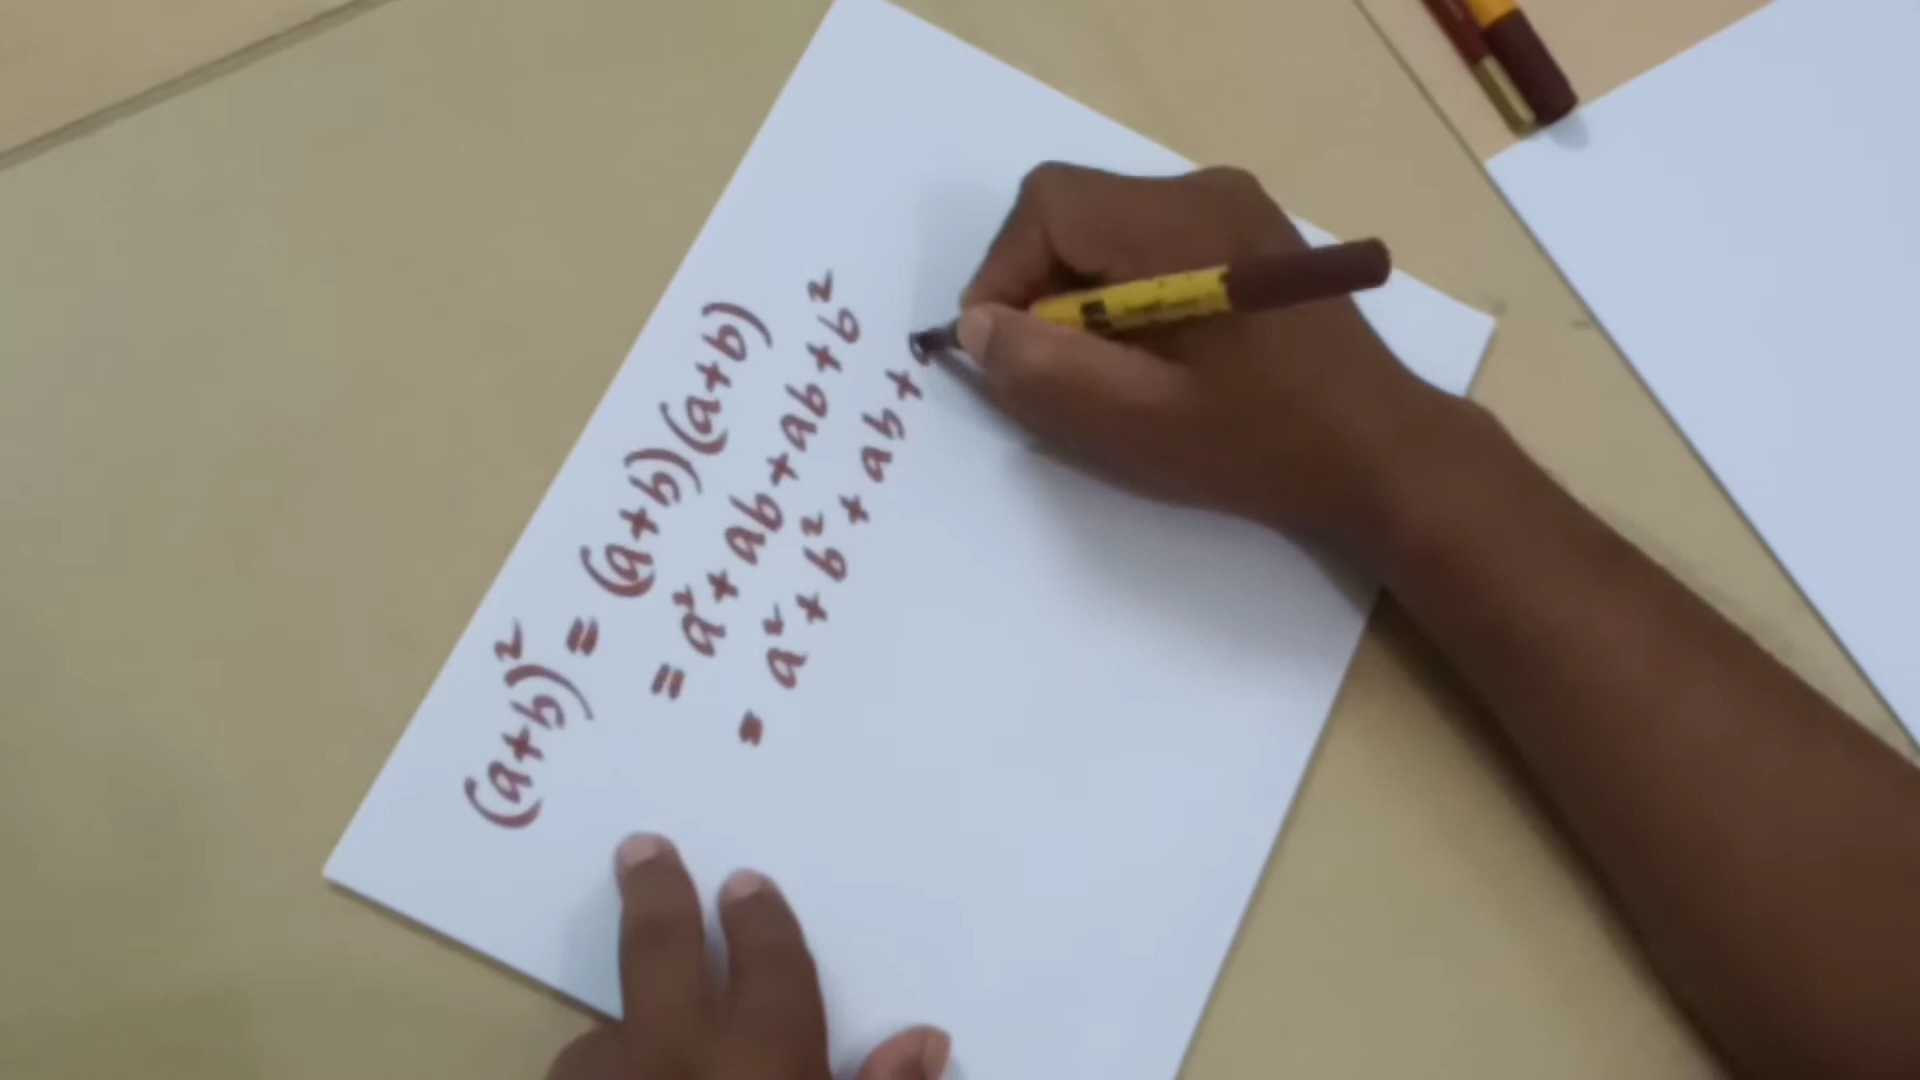 (a+b)² = (a+b)(a+b)
= a² + ab + ab + b²
= a² + b² + ab + a